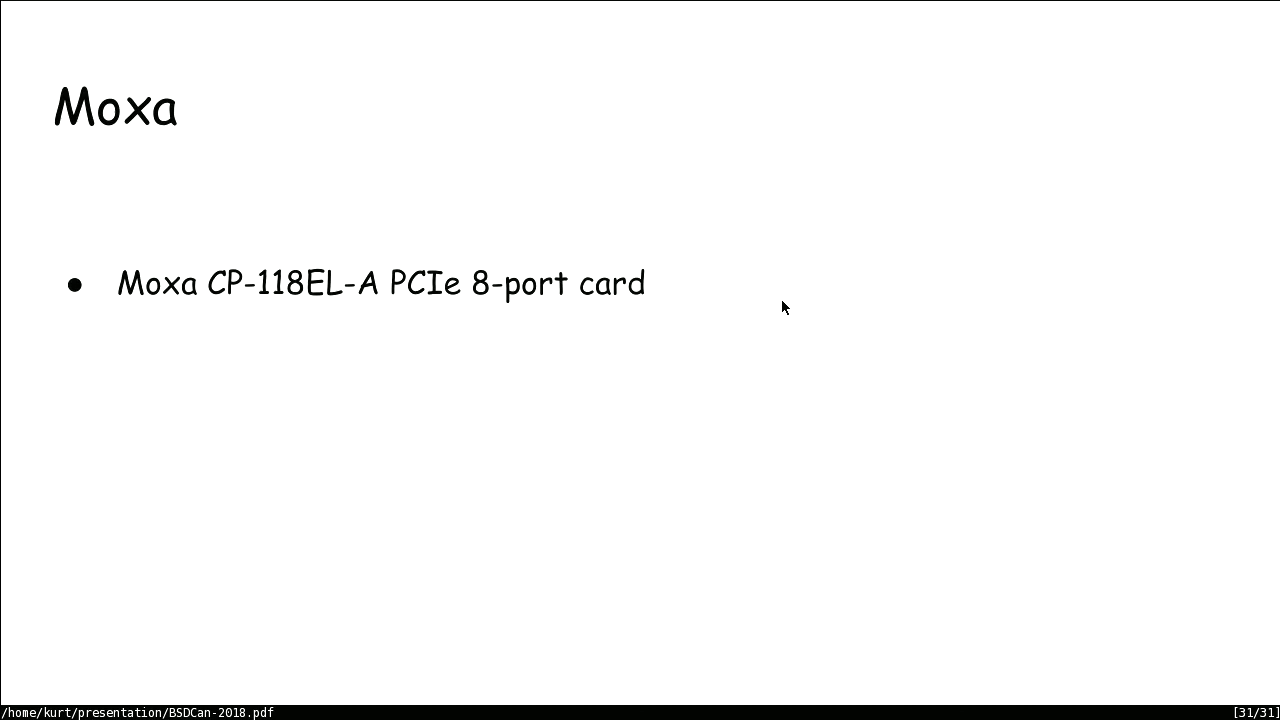 Moxa
● Moxa CP-118EL-A PCIe 8-port card
/home/kurt/presentation/BSDCan-2018.pdf [31/31]